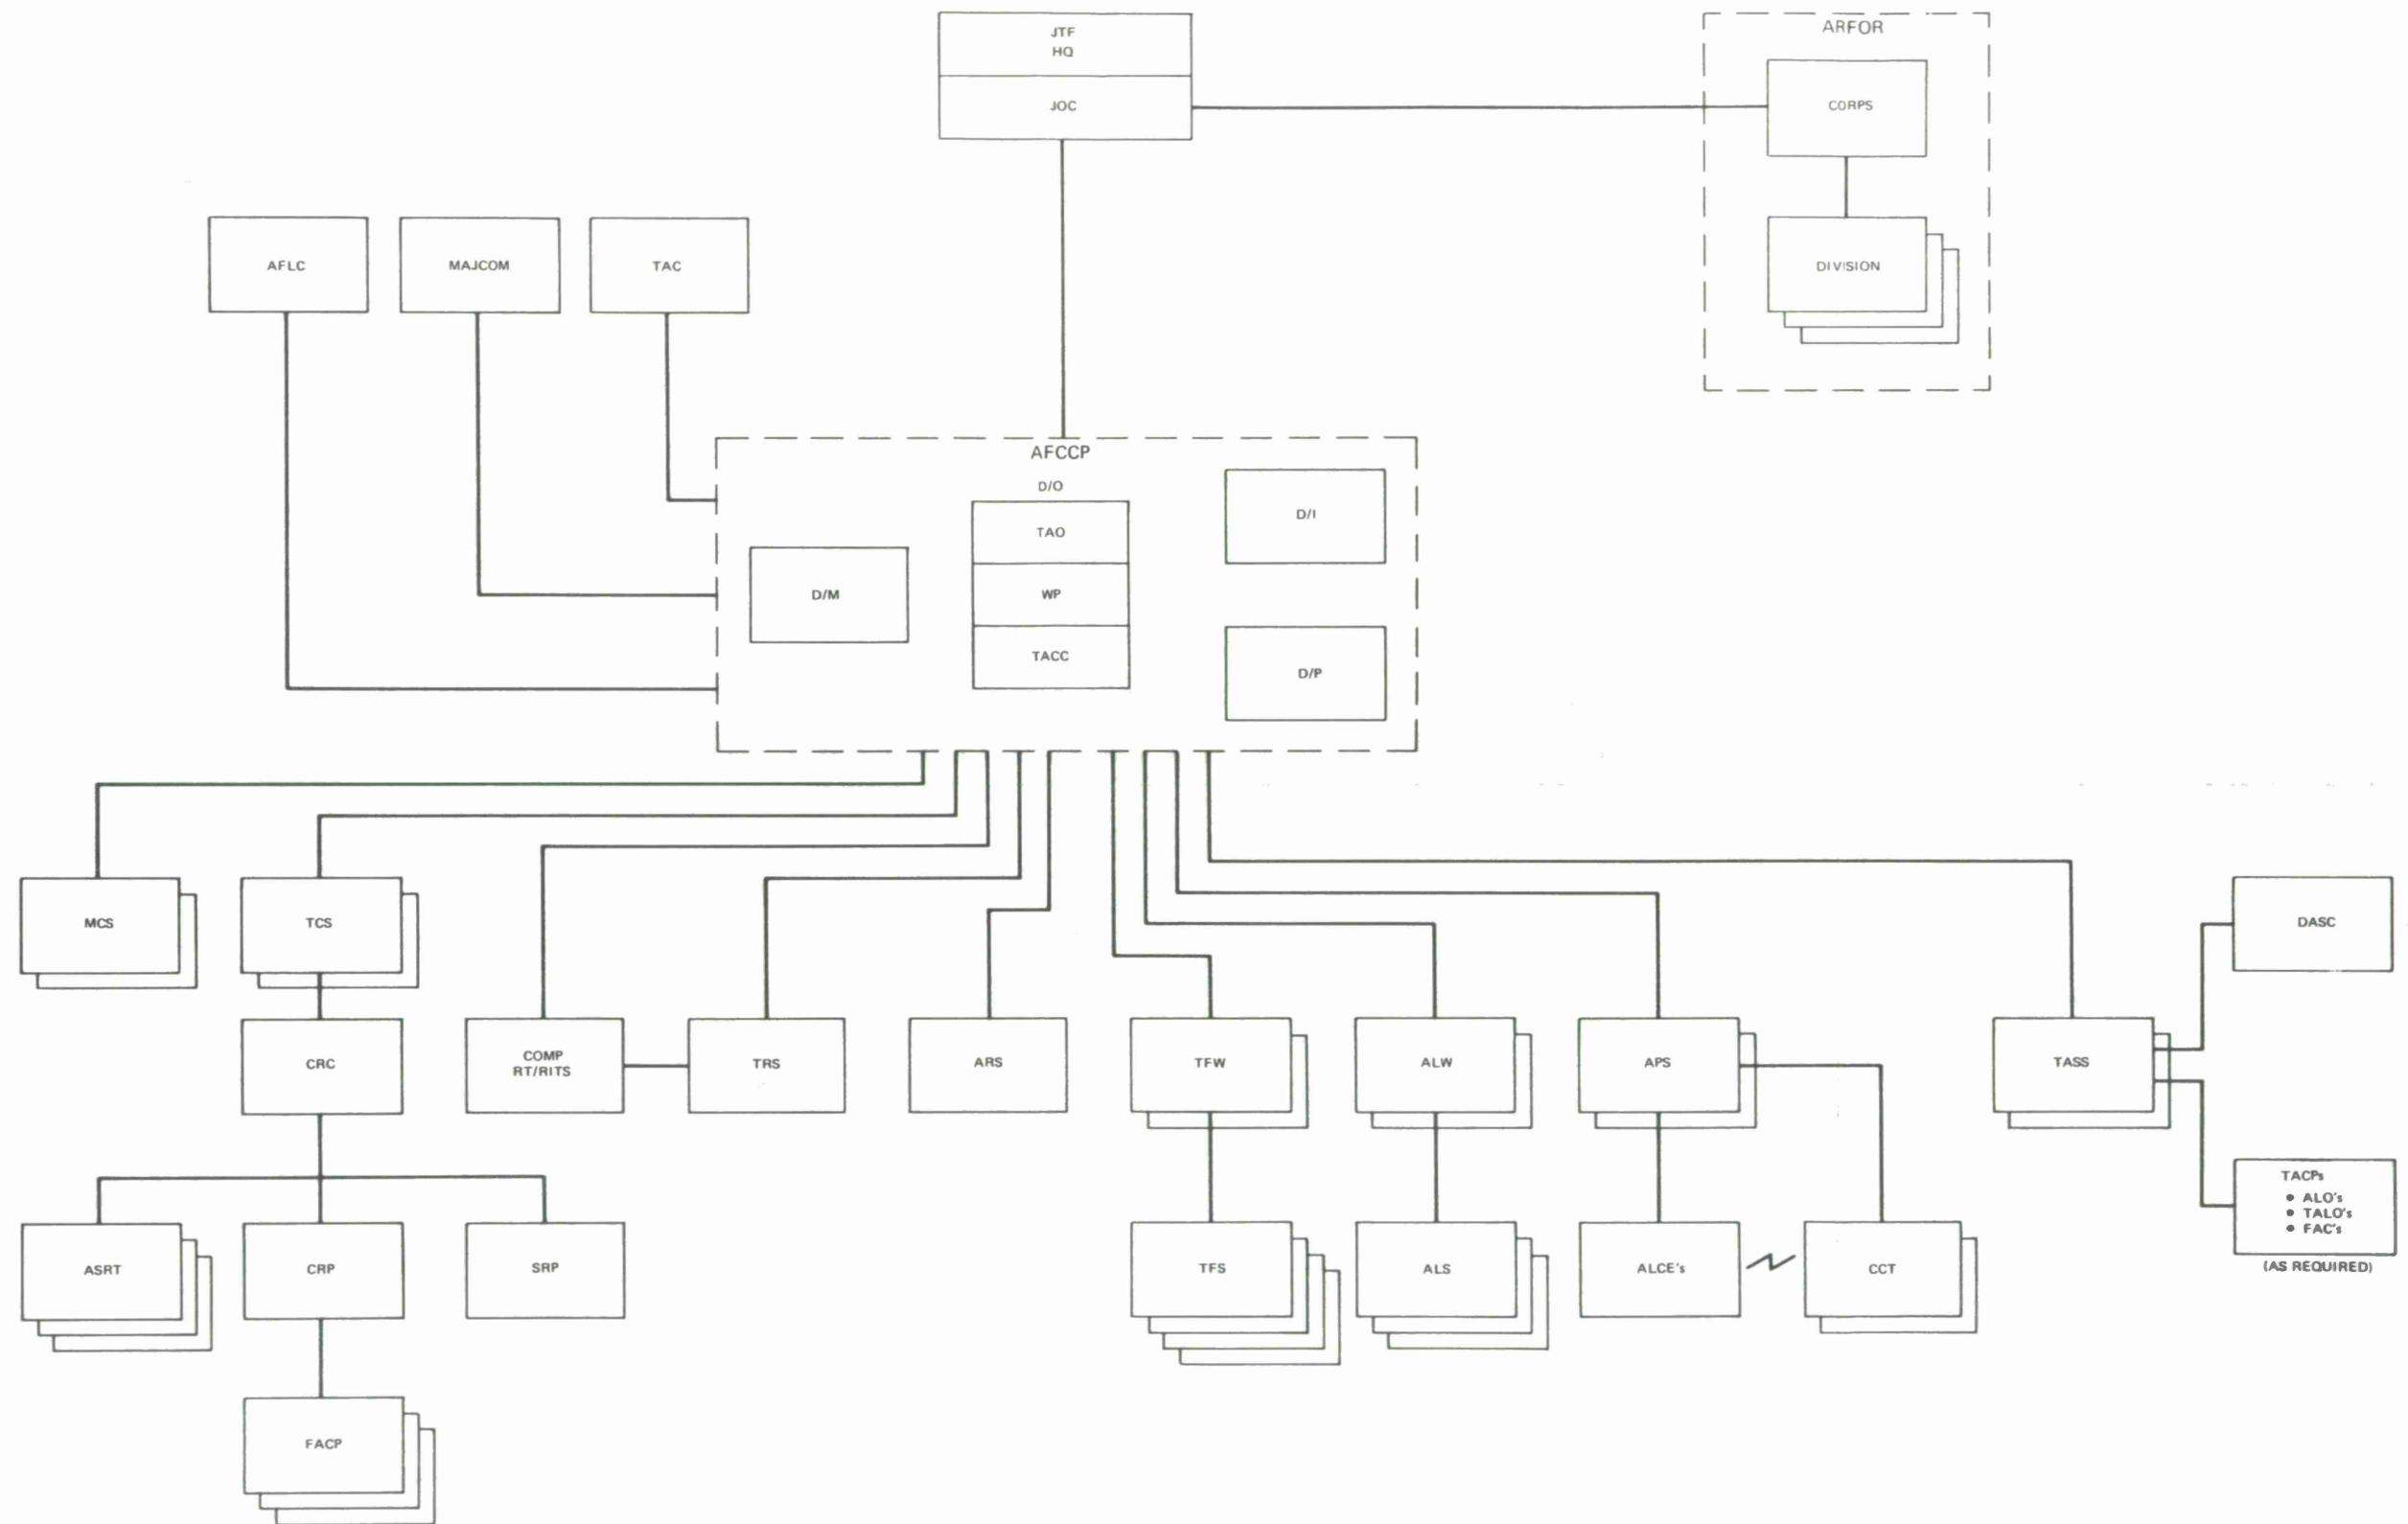 JTF
HQ
JOC
ARFOR
CORPS
DIVISION
AFLC
MAJCOM
TAC
AFCCP
D/O
TAO
WP
TACC
D/M
D/I
D/P
MCS
TCS
DASC
CRC
COMP
RT/RITS
TRS
ARS
TFW
ALW
APS
TASS
TACPs
• ALO's
• TALO's
• FAC's
(AS REQUIRED)
ASRT
CRP
SRP
TFS
ALS
ALCE's
CCT
FACP